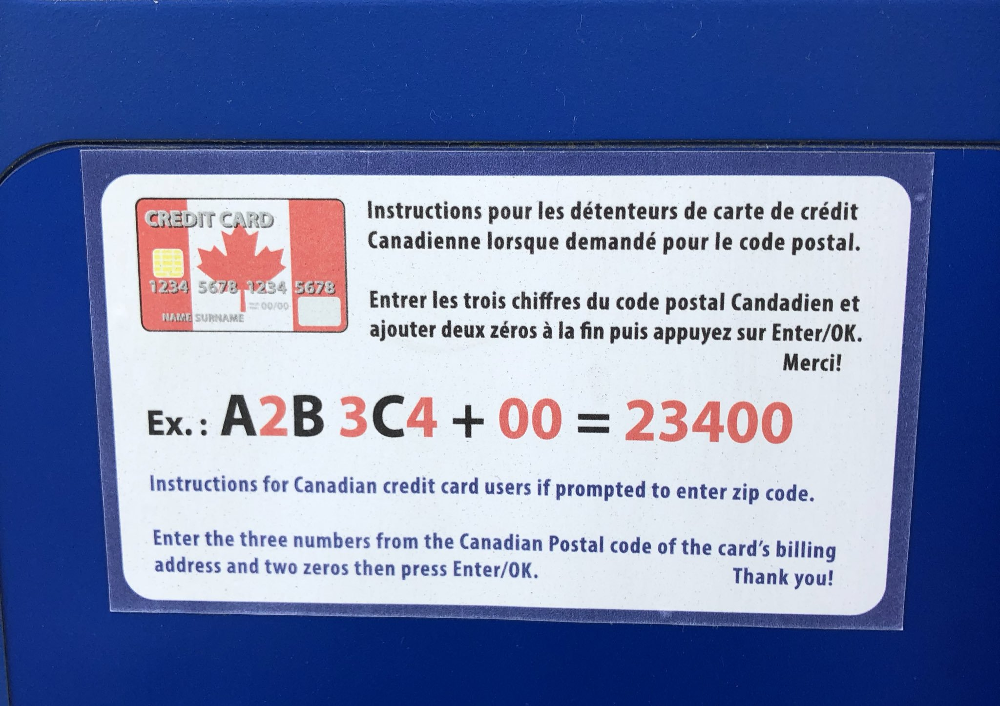 CREDIT CARD
1234 5678 1234 5678
00/00
NAME SURNAME
Instructions pour les détenteurs de carte de crédit
Canadienne lorsque demandé pour le code postal.
Entrer les trois chiffres du code postal Candadien et
ajouter deux zéros à la fin puis appuyez sur Enter/OK.
Merci!
Ex. : A2B 3C4 + 00 = 23400
Instructions for Canadian credit card users if prompted to enter zip code.
Enter the three numbers from the Canadian Postal code of the card's billing
address and two zeros then press Enter/OK.
Thank you!